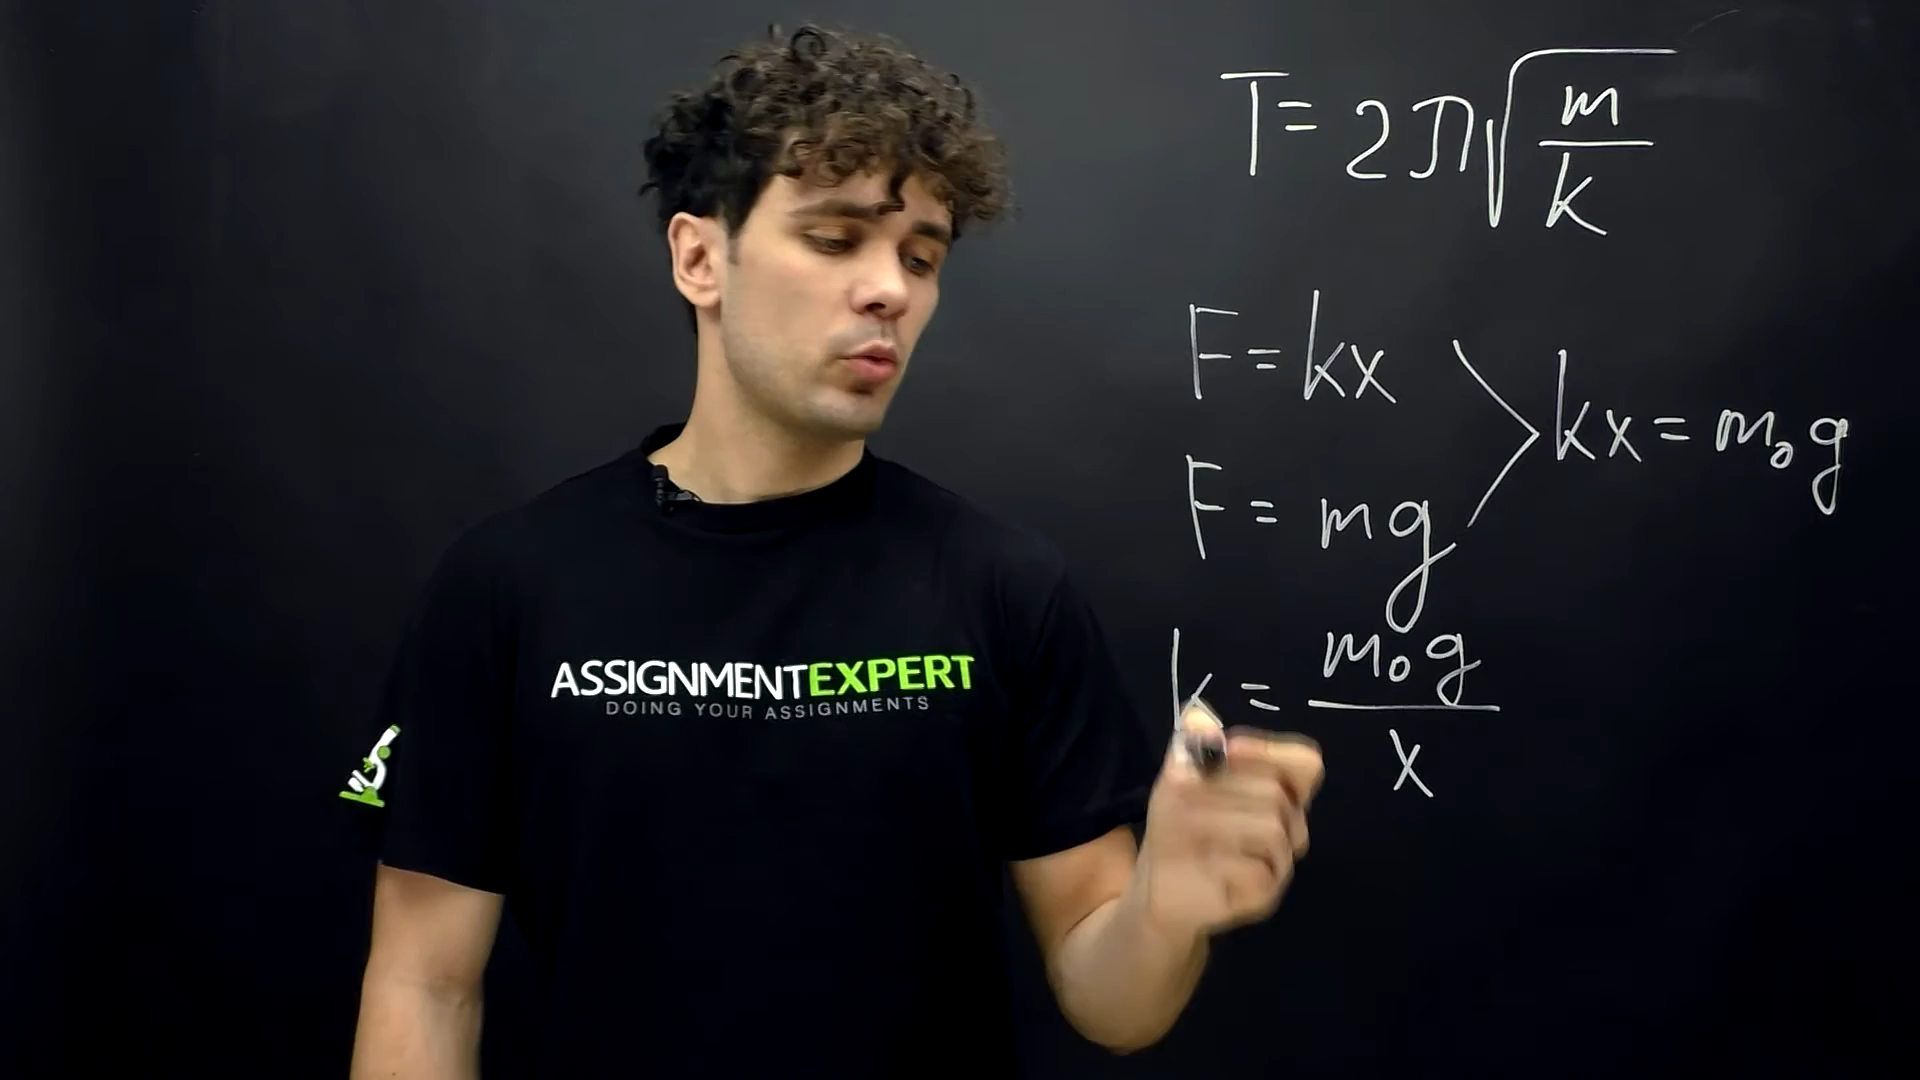 T = 2π√(m/k)
F = kx
kx = m₀g
F = mg
k = m₀g/x
ASSIGNMENTEXPERT
DOING YOUR ASSIGNMENTS